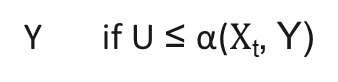 Y if U ≤ α(Xₜ, Y)